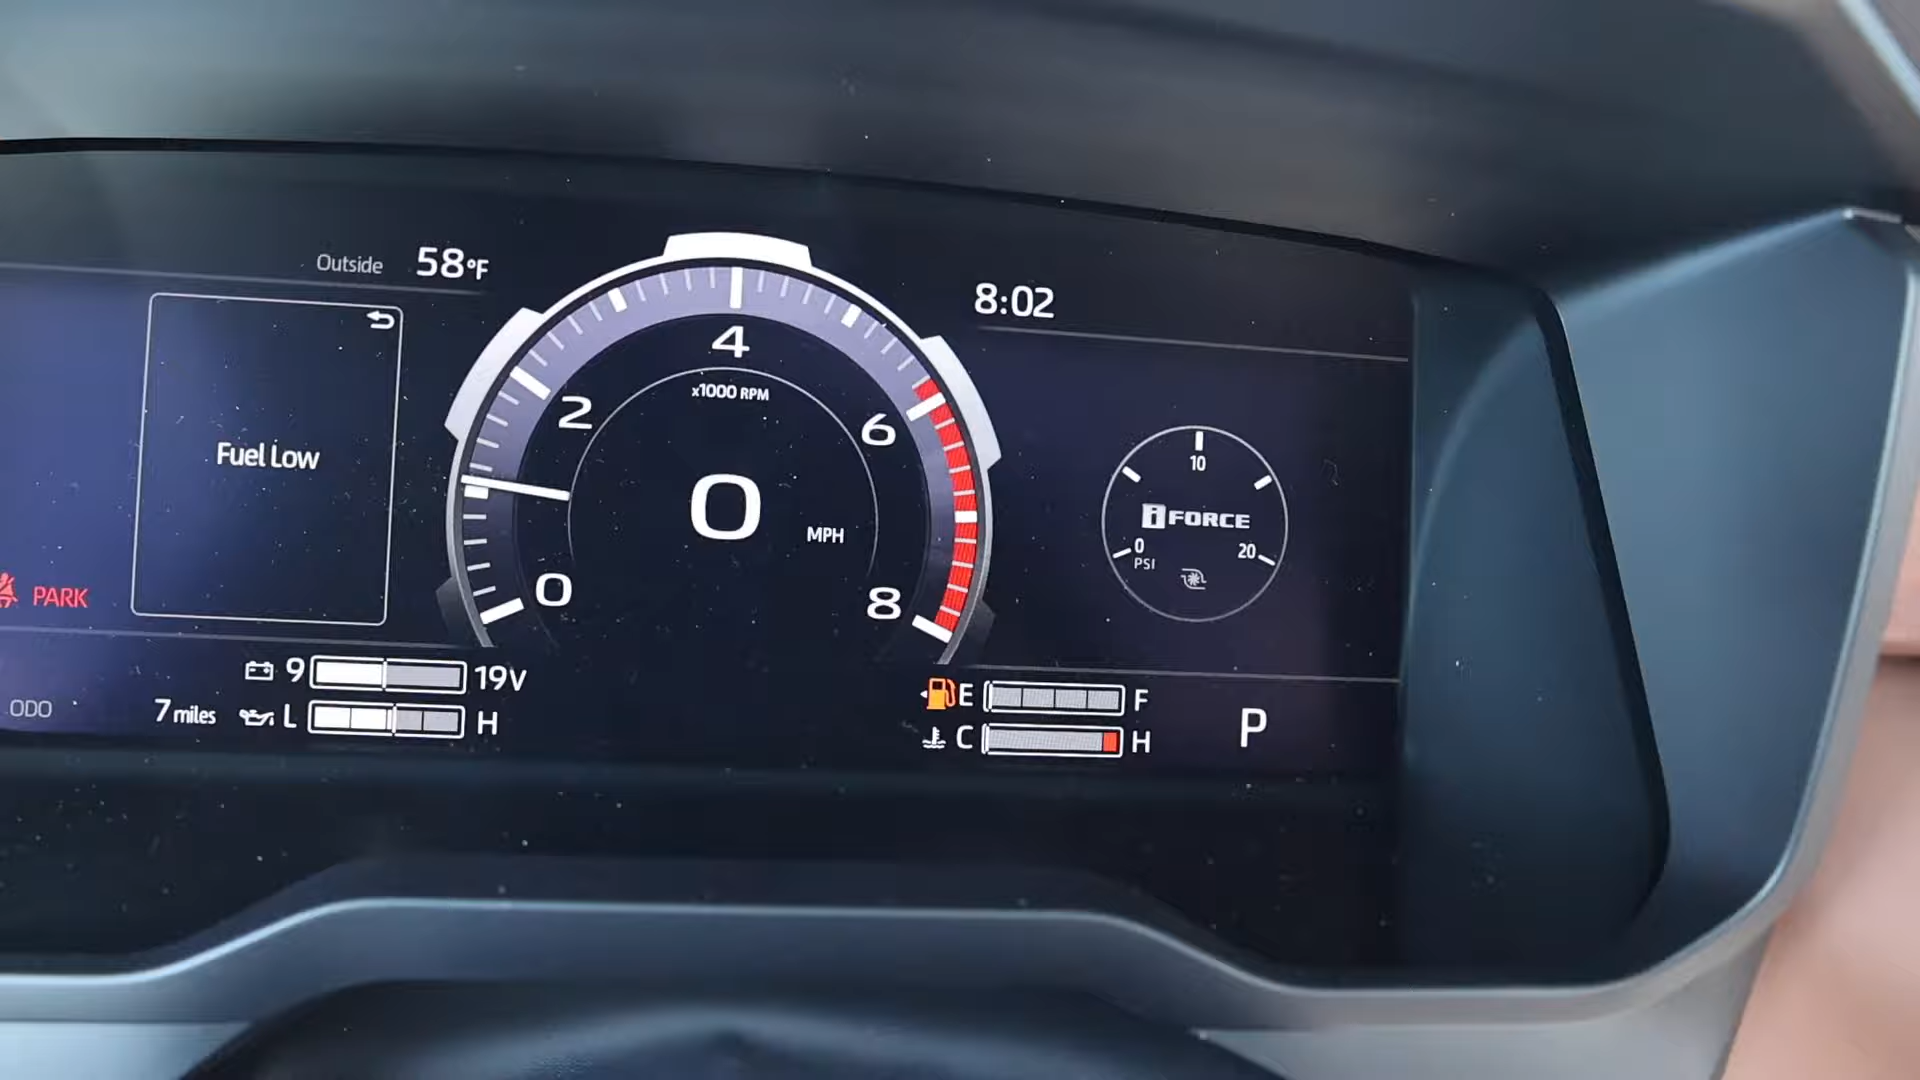 Outside 58°F
8:02
Fuel Low
4
x1000 RPM
2
6
10
iFORCE
0
20
PSI
0
MPH
0
8
PARK
9 19V
ODO 7 miles
L H
E F
C H
P